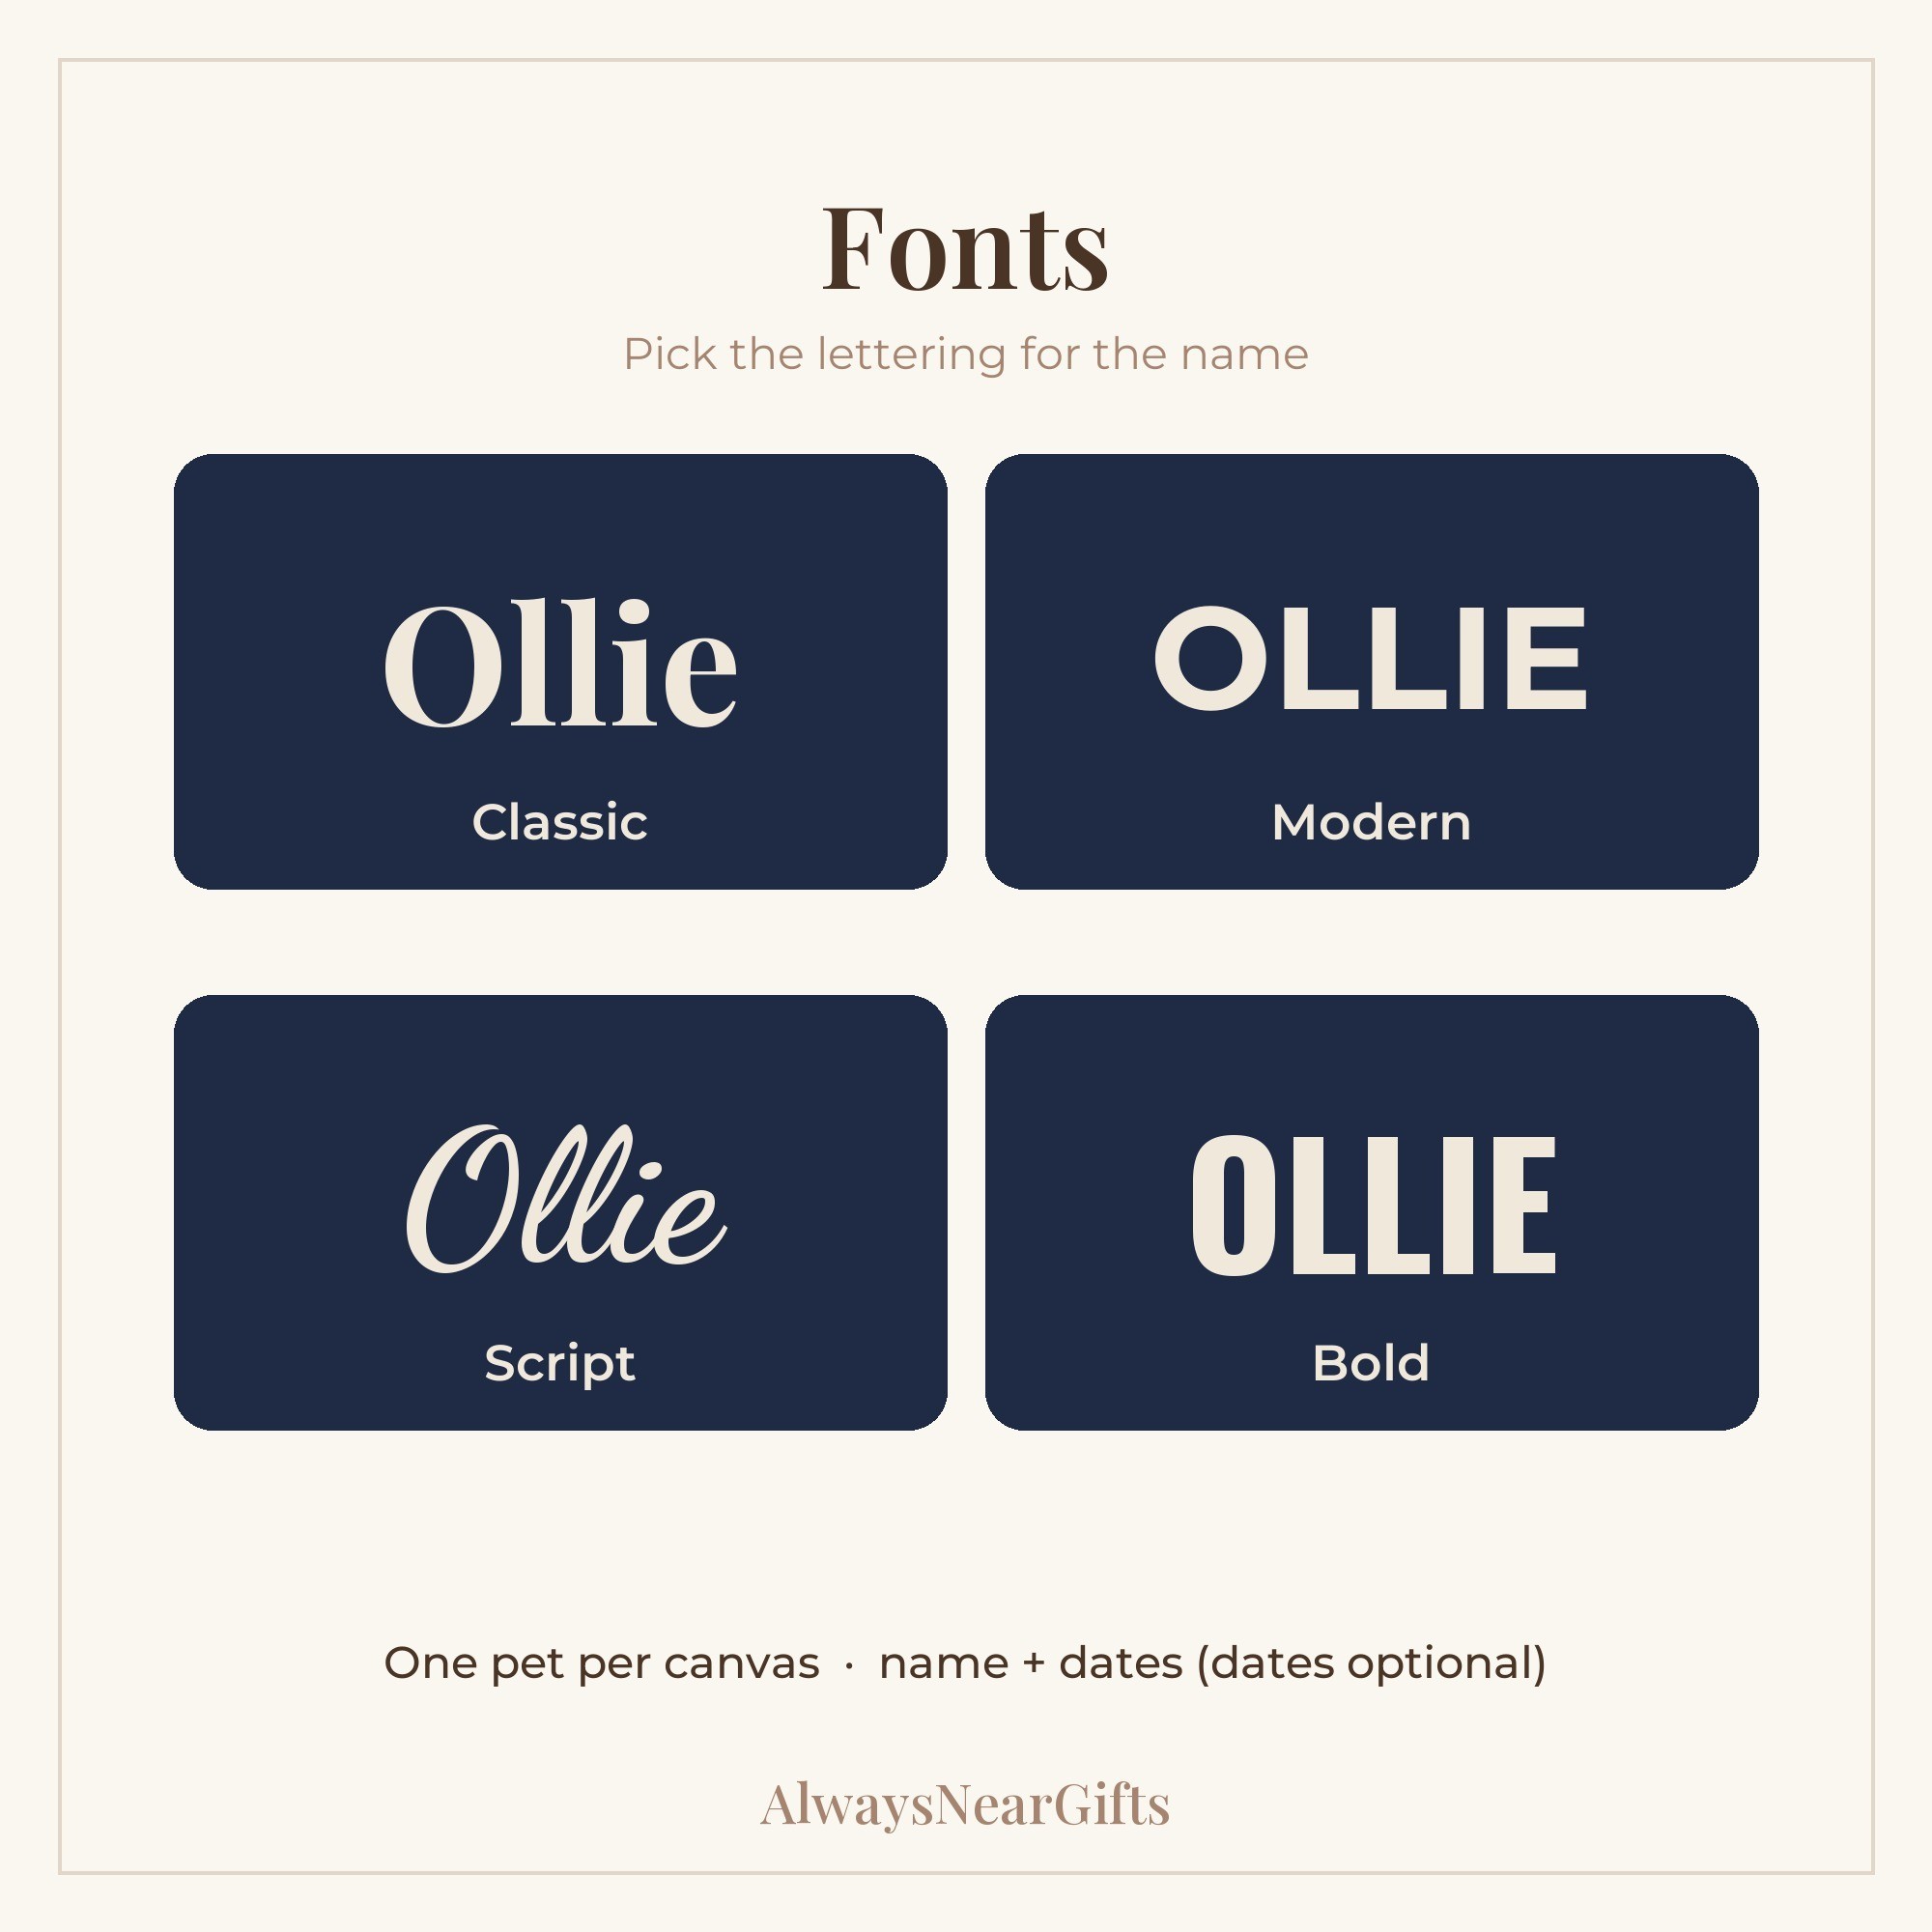 Fonts
Pick the lettering for the name
Ollie
Classic
OLLIE
Modern
Ollie
Script
OLLIE
Bold
One pet per canvas · name + dates (dates optional)
AlwaysNearGifts